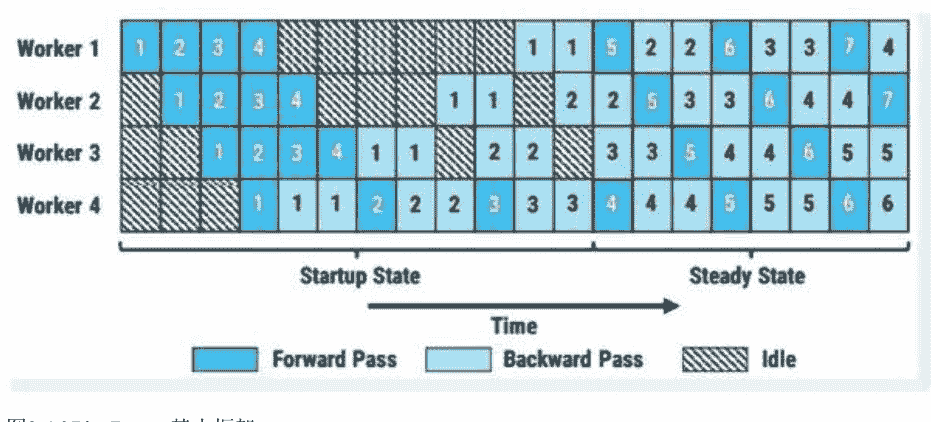 Worker 1 1 2 3 4 1 1 5 2 2 6 3 3 7 4
Worker 2 1 2 3 4 1 1 2 2 5 3 3 6 4 4 7
Worker 3 1 2 3 4 1 1 2 2 3 3 5 4 4 6 5 5
Worker 4 1 1 1 2 2 2 3 3 3 4 4 4 5 5 5 6 6
Startup State Steady State
Time
Forward Pass Backward Pass Idle